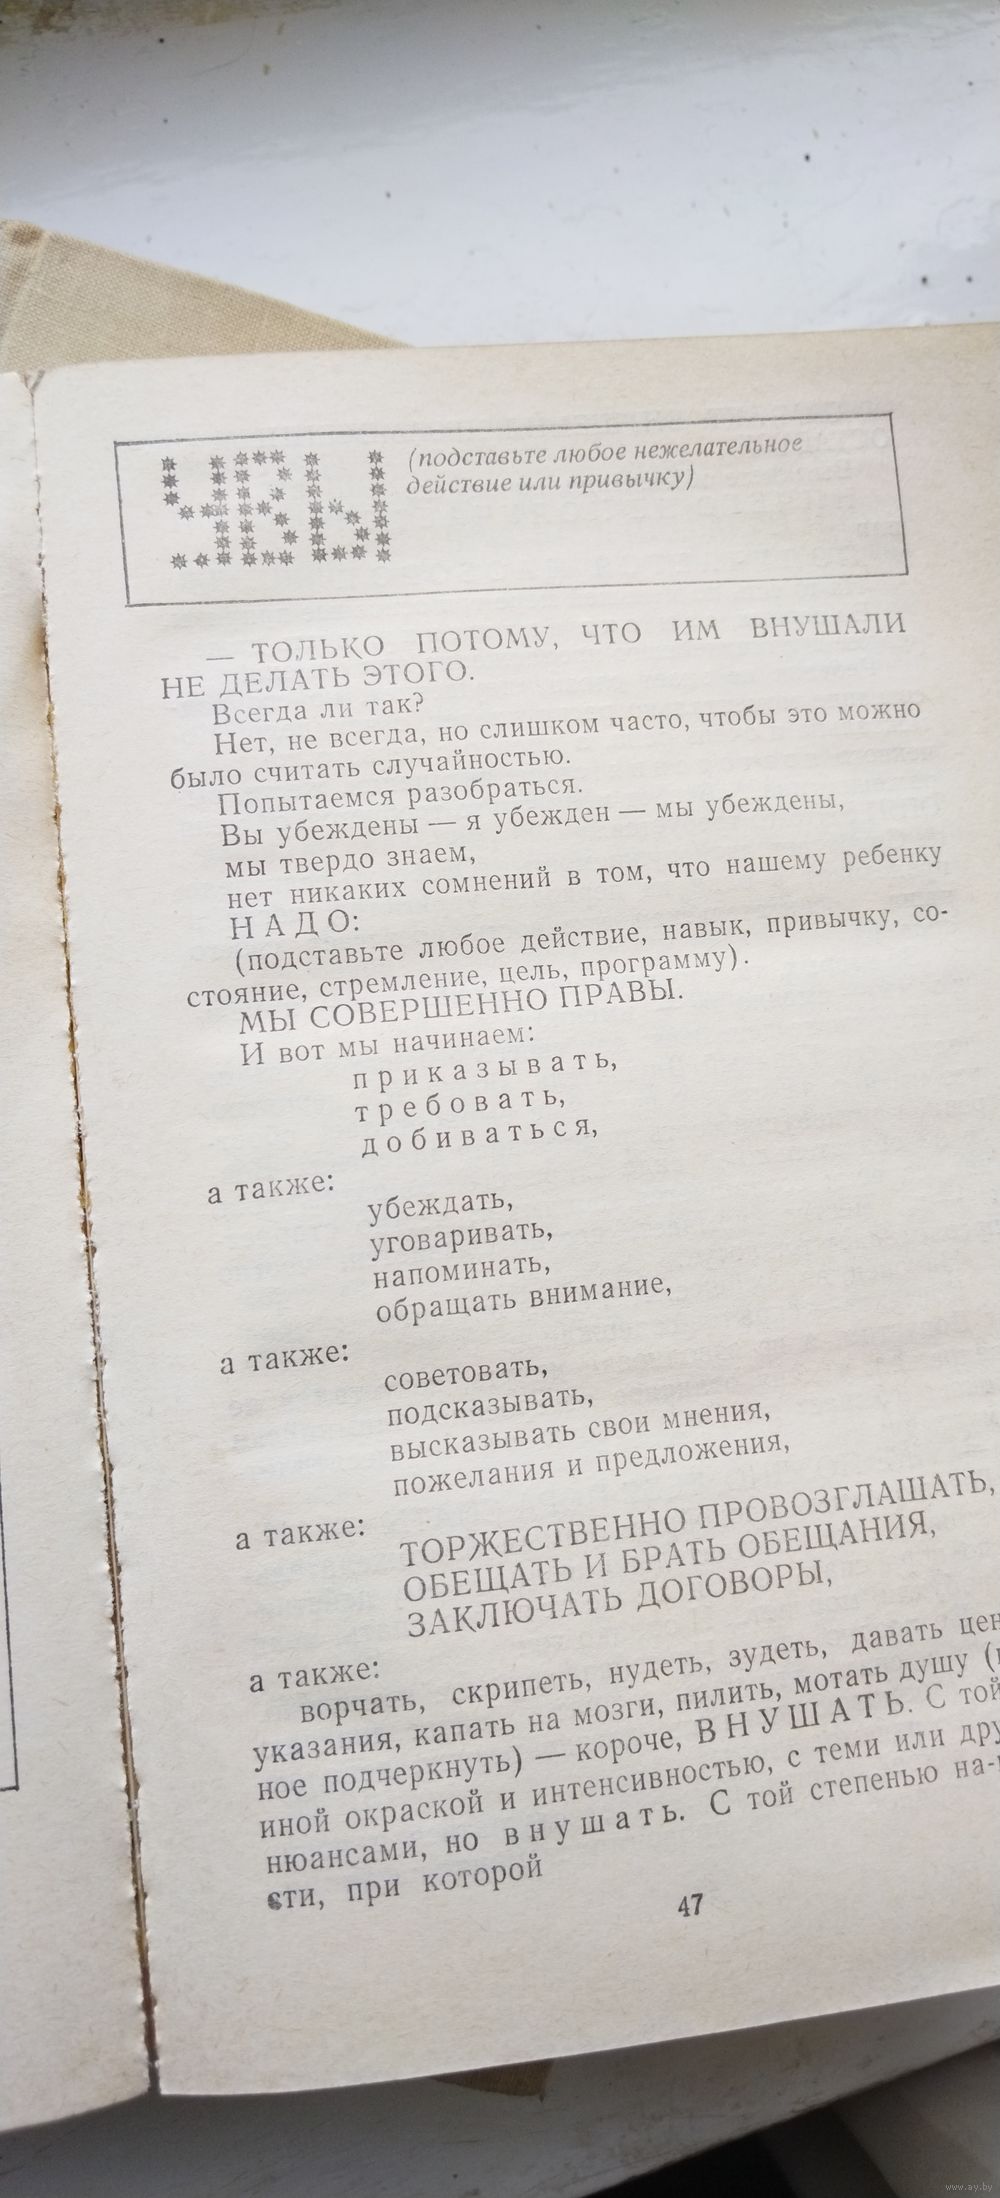 (подставьте любое нежелательное
действие или привычку)
— ТОЛЬКО ПОТОМУ, ЧТО ИМ ВНУШАЛИ
НЕ ДЕЛАТЬ ЭТОГО.
Всегда ли так?
Нет, не всегда, но слишком часто, чтобы это можно
было считать случайностью.
Попытаемся разобраться.
Вы убеждены — я убежден — мы убеждены,
мы твердо знаем,
нет никаких сомнений в том, что нашему ребенку
Н А Д О:
(подставьте любое действие, навык, привычку, со-
стояние, стремление, цель, программу).
МЫ СОВЕРШЕННО ПРАВЫ.
И вот мы начинаем:
п р и к а з ы в а т ь,
т р е б о в а т ь,
д о б и в а т ь с я,
а также:
убеждать,
уговаривать,
напоминать,
обращать внимание,
а также:
советовать,
подсказывать,
высказывать свои мнения,
пожелания и предложения,
а также:
ТОРЖЕСТВЕННО ПРОВОЗГЛАШАТЬ,
ОБЕЩАТЬ И БРАТЬ ОБЕЩАНИЯ,
ЗАКЛЮЧАТЬ ДОГОВОРЫ,
а также:
ворчать, скрипеть, нудеть, зудеть, давать цен
указания, капать на мозги, пилить, мотать душу (
ное подчеркнуть) — короче, В Н У Ш А Т Ь. С той
иной окраской и интенсивностью, с теми или дру
нюансами, но в н у ш а т ь. С той степенью на-
сти, при которой
47
www.ay.by